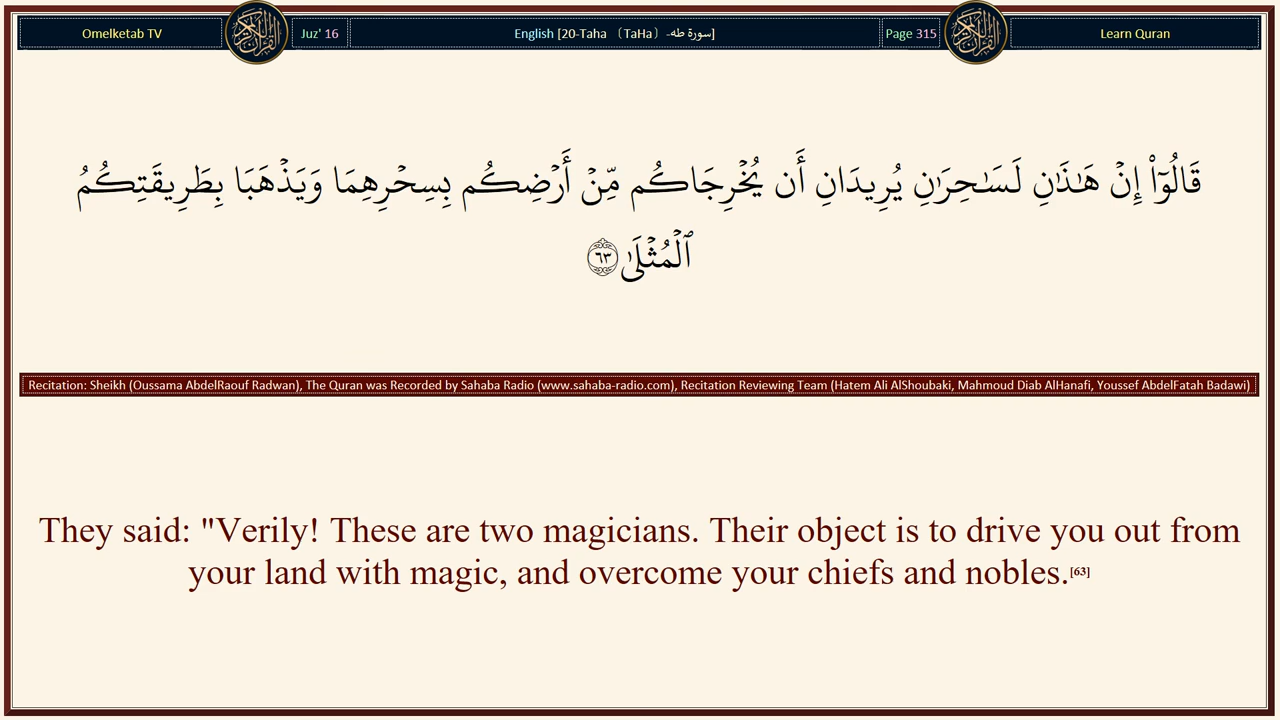 Omelketab TV
Juz' 16
English [20-Taha （TaHa） -سورة طه]
Page 315
Learn Quran
قَالُوٓا۟ إِنْ هَـٰذَٰنِ لَسَـٰحِرَٰنِ يُرِيدَانِ أَن يُخْرِجَاكُم مِّنْ أَرْضِكُم بِسِحْرِهِمَا وَيَذْهَبَا بِطَرِيقَتِكُمُ
ٱلْمُثْلَىٰ ٦٣
Recitation: Sheikh (Oussama AbdelRaouf Radwan), The Quran was Recorded by Sahaba Radio (www.sahaba-radio.com), Recitation Reviewing Team (Hatem Ali AlShoubaki, Mahmoud Diab AlHanafi, Youssef AbdelFatah Badawi)
They said: "Verily! These are two magicians. Their object is to drive you out from
your land with magic, and overcome your chiefs and nobles.[63]